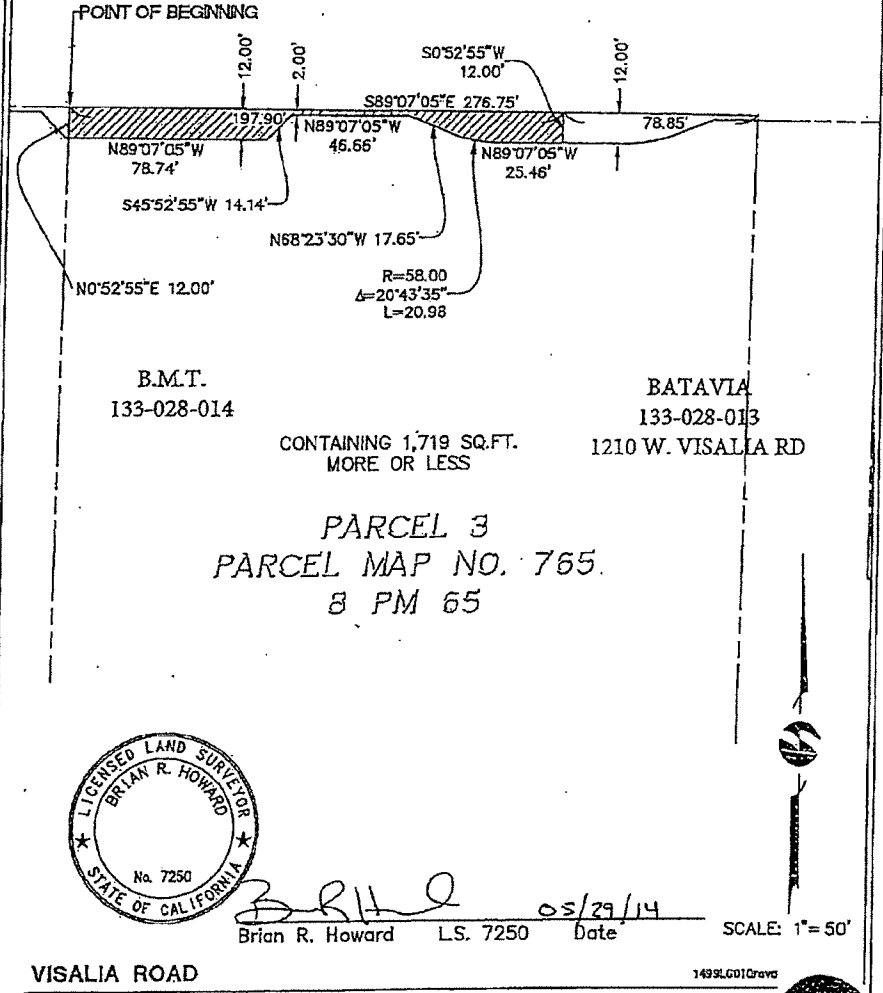 POINT OF BEGINNING
12.00'
2.00'
S0°52'55"W
12.00'
12.00'
S89°07'05"E 276.75'
197.90'
N89°07'05"W
46.66'
78.85'
N89°07'05"W
78.74'
N89°07'05"W
25.46'
S45°52'55"W 14.14'
N68°23'30"W 17.65'
N0°52'55"E 12.00'
R=58.00
Δ=20°43'35"
L=20.98
B.M.T.
133-028-014
BATAVIA
133-028-013
1210 W. VISALIA RD
CONTAINING 1,719 SQ.FT.
MORE OR LESS
PARCEL 3
PARCEL MAP NO. 765.
8 PM 65
LICENSED LAND SURVEYOR
BRIAN R. HOWARD
No. 7250
STATE OF CALIFORNIA
05/29/14
Brian R. Howard L.S. 7250 Date
SCALE: 1"= 50'
VISALIA ROAD